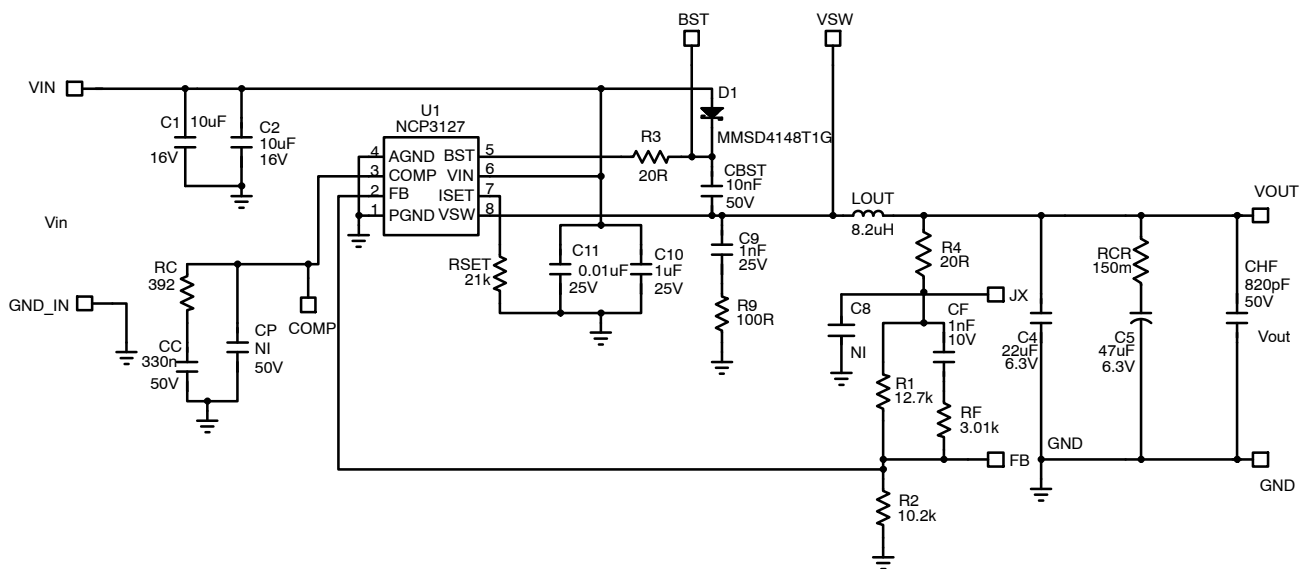 BST
VSW
VIN
D1
MMSD4148T1G
C1
10uF
16V
C2
10uF
16V
U1
NCP3127
4
AGND
BST
5
3
COMP
VIN
6
2
FB
ISET
7
1
PGND
VSW
8
R3
20R
CBST
10nF
50V
LOUT
8.2uH
VOUT
Vin
C9
1nF
25V
R4
20R
RCR
150m
CHF
820pF
50V
RC
392
RSET
21k
C11
0.01uF
25V
C10
1uF
25V
GND_IN
COMP
R9
100R
C8
NI
JX
CF
1nF
10V
CC
330n
50V
CP
NI
50V
C4
22uF
6.3V
C5
47uF
6.3V
Vout
R1
12.7k
RF
3.01k
GND
FB
GND
R2
10.2k